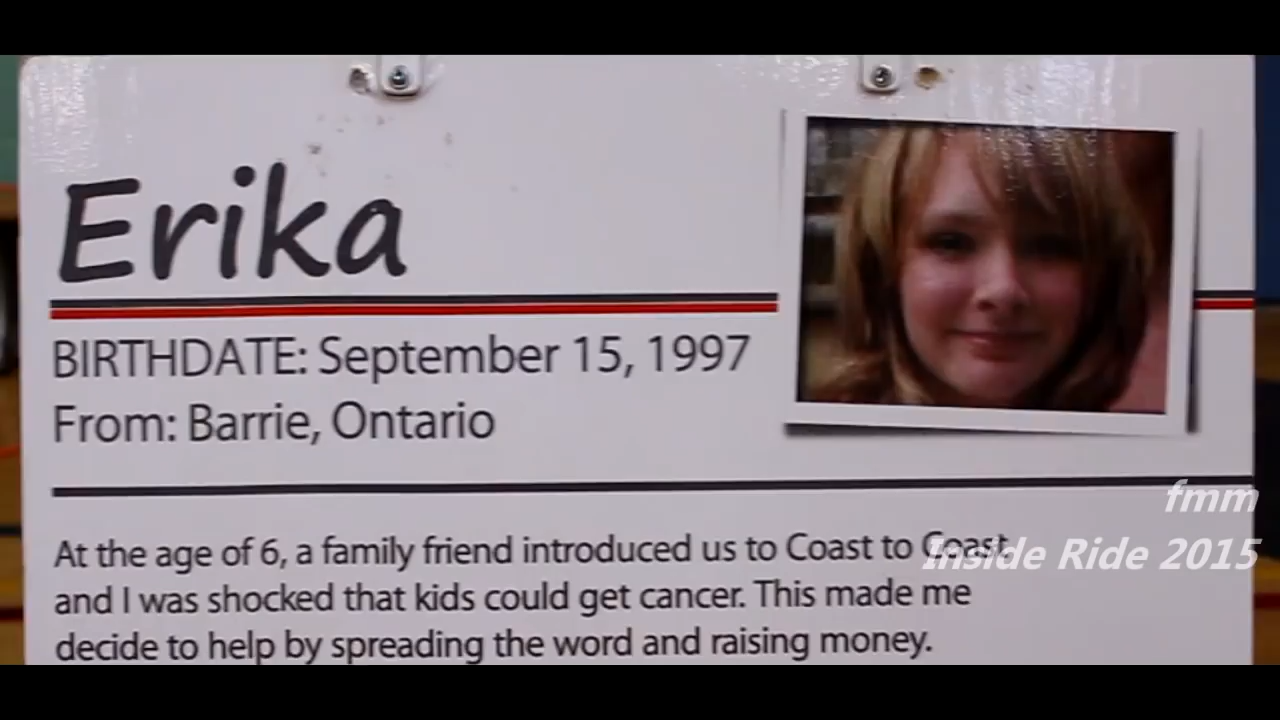 Erika
BIRTHDATE: September 15, 1997
From: Barrie, Ontario
At the age of 6, a family friend introduced us to Coast to Coast
and I was shocked that kids could get cancer. This made me
decide to help by spreading the word and raising money.
fmm
Inside Ride 2015